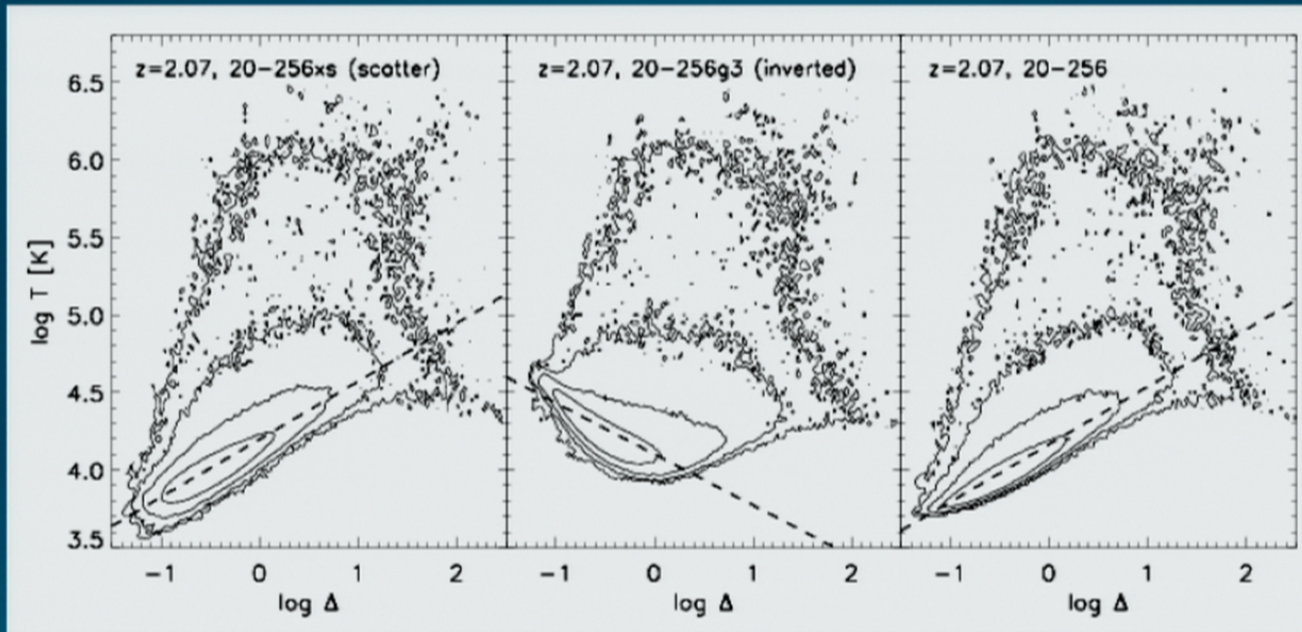 z=2.07, 20-256xs (scatter)
z=2.07, 20-256g3 (inverted)
z=2.07, 20-256
log T [K]
6.5
6.0
5.5
5.0
4.5
4.0
3.5
-1 0 1 2
-1 0 1 2
-1 0 1 2
log Δ
log Δ
log Δ